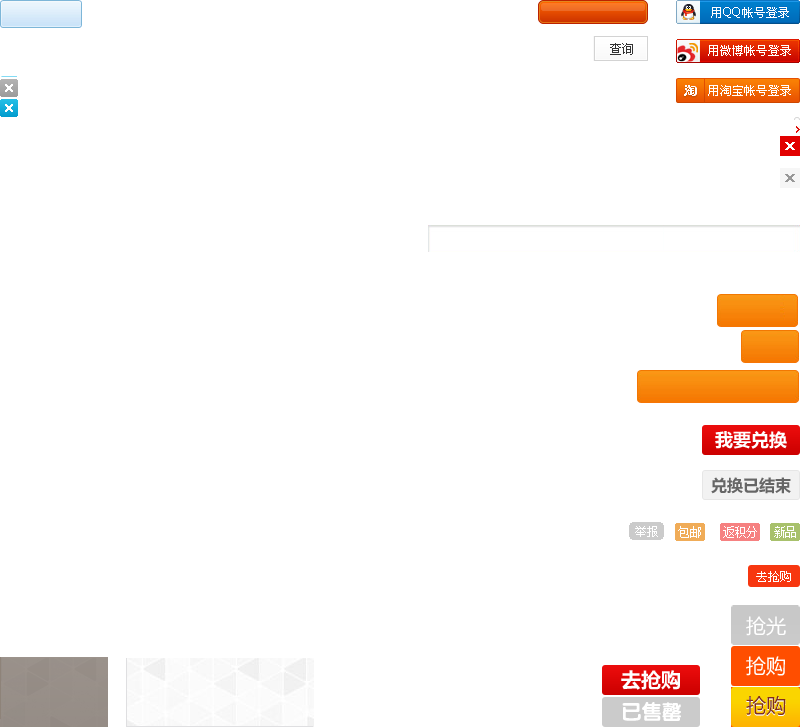 用QQ帐号登录
查询
用微博帐号登录
淘 用淘宝帐号登录
我要兑换
兑换已结束
举报 包邮 返积分 新品
去抢购
抢光
抢购
去抢购
抢购
已售罄